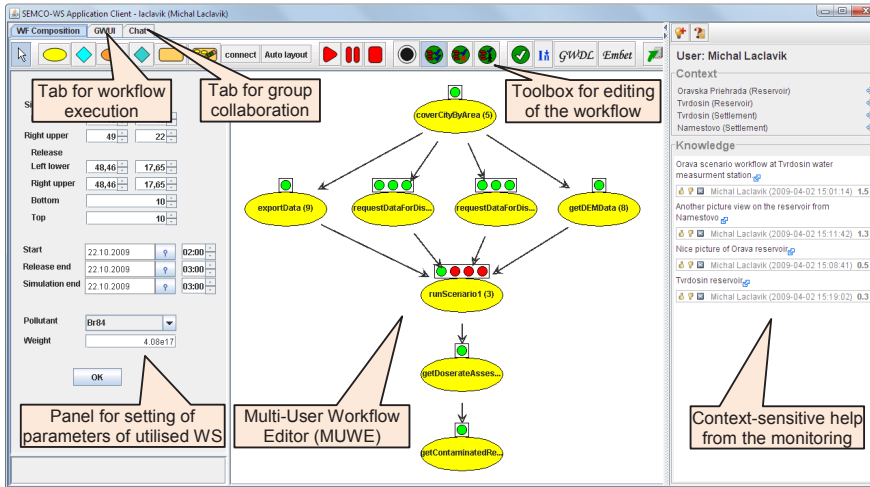 SEMCO-WS Application Client - laclavik (Michal Laclavik)
WF Composition GWUI Chat
connect Auto layout GWDL Embet
Tab for workflow
execution
Tab for group
collaboration
Toolbox for editing
of the workflow
Right upper 49 22
Release
Left lower 48,46 17,65
Right upper 48,46 17,65
Bottom 10
Top 10
Start 22.10.2009 02:00
Release end 22.10.2009 03:00
Simulation end 22.10.2009 03:00
Pollutant Br84
Weight 4.08e17
OK
Panel for setting of
parameters of utilised WS
coverCityByArea (5)
exportData (9) requestDataForDis... requestDataForDis... getDEMData (8)
runScenario1 (3)
getDoserateAsses...
getContaminatedRe...
Multi-User Workflow
Editor (MUWE)
User: Michal Laclavik
Context
Oravska Priehrada (Reservoir)
Tvrdosin (Reservoir)
Tvrdosin (Settlement)
Namestovo (Settlement)
Knowledge
Orava scenario workflow at Tvrdosin water
measurment station
Michal Laclavik (2009-04-02 15:01:14) 1.5
Another picture view on the reservoir from
Namestovo
Michal Laclavik (2009-04-02 15:11:42) 1.3
Nice picture of Orava reservoir
Michal Laclavik (2009-04-02 15:08:41) 0.5
Tvrdosin reservoir
Michal Laclavik (2009-04-02 15:19:02) 0.3
Context-sensitive help
from the monitoring